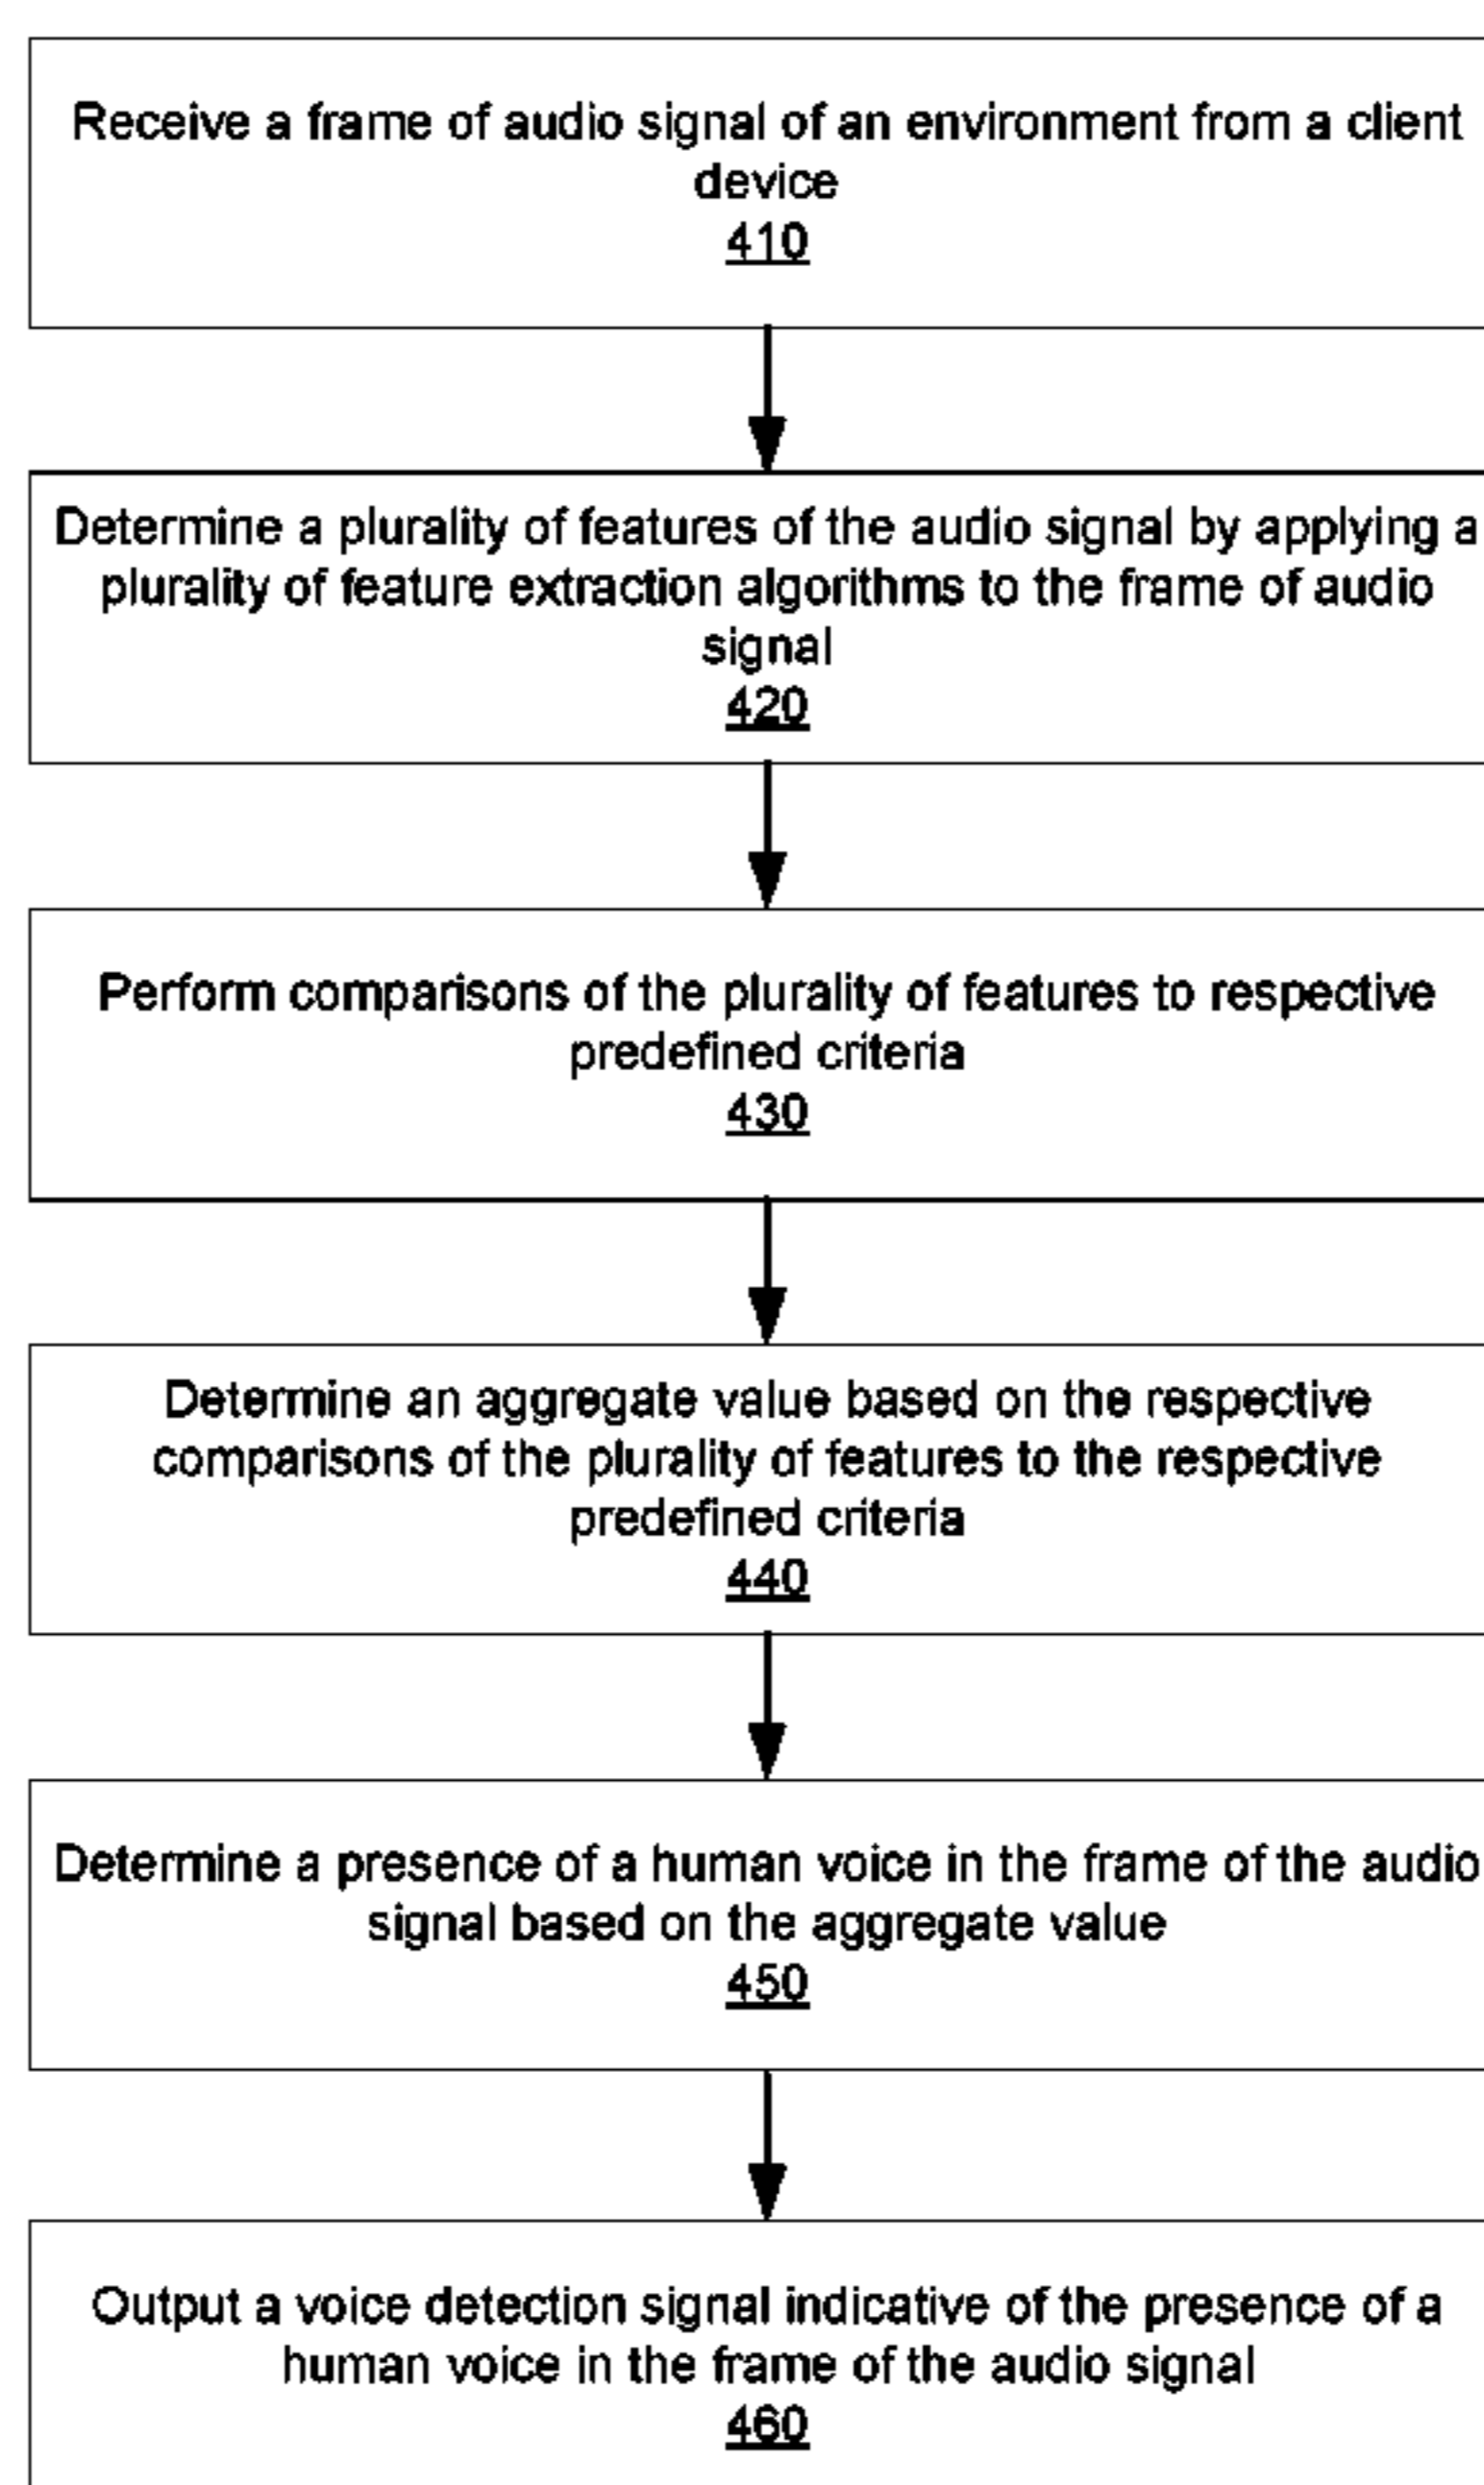 Receive a frame of audio signal of an environment from a client
device
410
Determine a plurality of features of the audio signal by applying a
plurality of feature extraction algorithms to the frame of audio
signal
420
Perform comparisons of the plurality of features to respective
predefined criteria
430
Determine an aggregate value based on the respective
comparisons of the plurality of features to the respective
predefined criteria
440
Determine a presence of a human voice in the frame of the audio
signal based on the aggregate value
450
Output a voice detection signal indicative of the presence of a
human voice in the frame of the audio signal
460